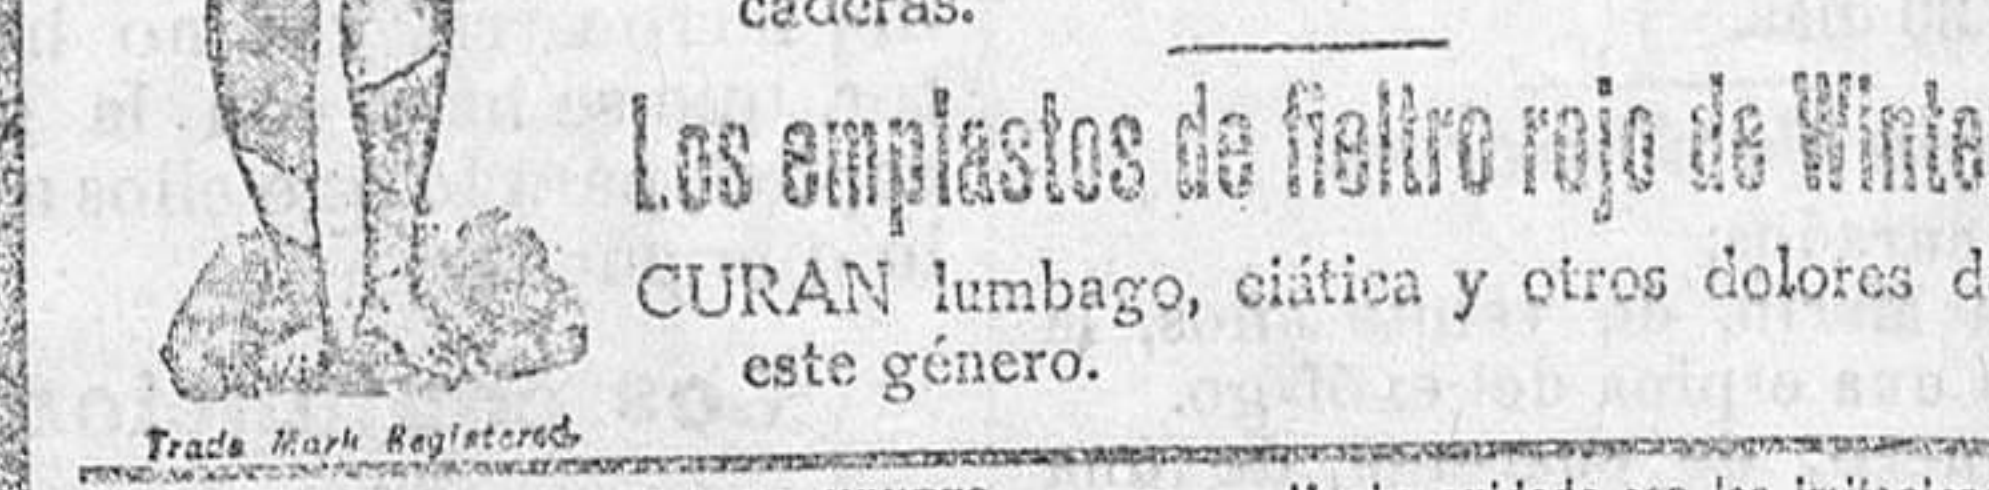 caderas.
Los emplastos de fieltro rojo de Winte
CURAN lumbago, ciática y otros dolores d
este género.
Trade Mark Registered,